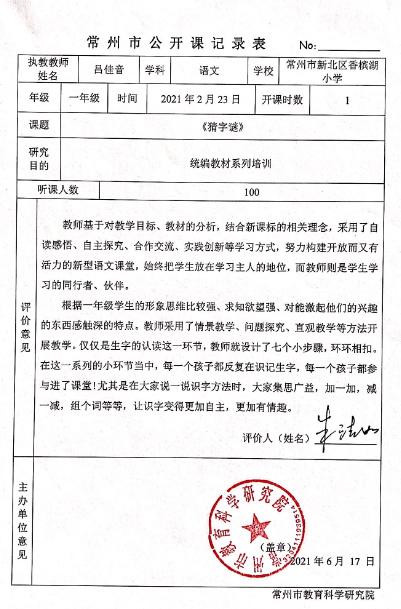 常州市公开课记录表 No:
执教教师姓名 吕佳音 学科 语文 学校 常州市新北区香槟湖小学
年级 一年级 时间 2021年2月23日 开课时数 1
课题 《猜字谜》
研究目的 统编教材系列培训
听课人数 100
评价意见
教师基于对教学目标、教材的分析，结合新课标的相关理念，采用了自
读感悟、自主探究、合作交流、实践创新等学习方式，努力构建开放而又有
活力的新型语文课堂，始终把学生放在学习主人的地位，而教师则是学生学
习的同行者、伙伴。
根据一年级学生的形象思维比较强、求知欲望强、对能激起他们的兴趣
的东西感触深的特点。教师采用了情景教学、问题探究、直观教学等方法开
展教学。仅仅是生字的认读这一环节，教师就设计了七个小步骤，环环相扣。
在这一系列的小环节当中，每一个孩子都反复在识记生字，每一个孩子都参
与进了课堂!尤其是在大家说一说识字方法时，大家集思广益，加一加，减
一减，组个词等等，让识字变得更加自主，更加有情趣。
评价人（姓名）
主办单位意见
常州市教育科学研究院
（盖章）
2021年6月17日
常州市教育科学研究院